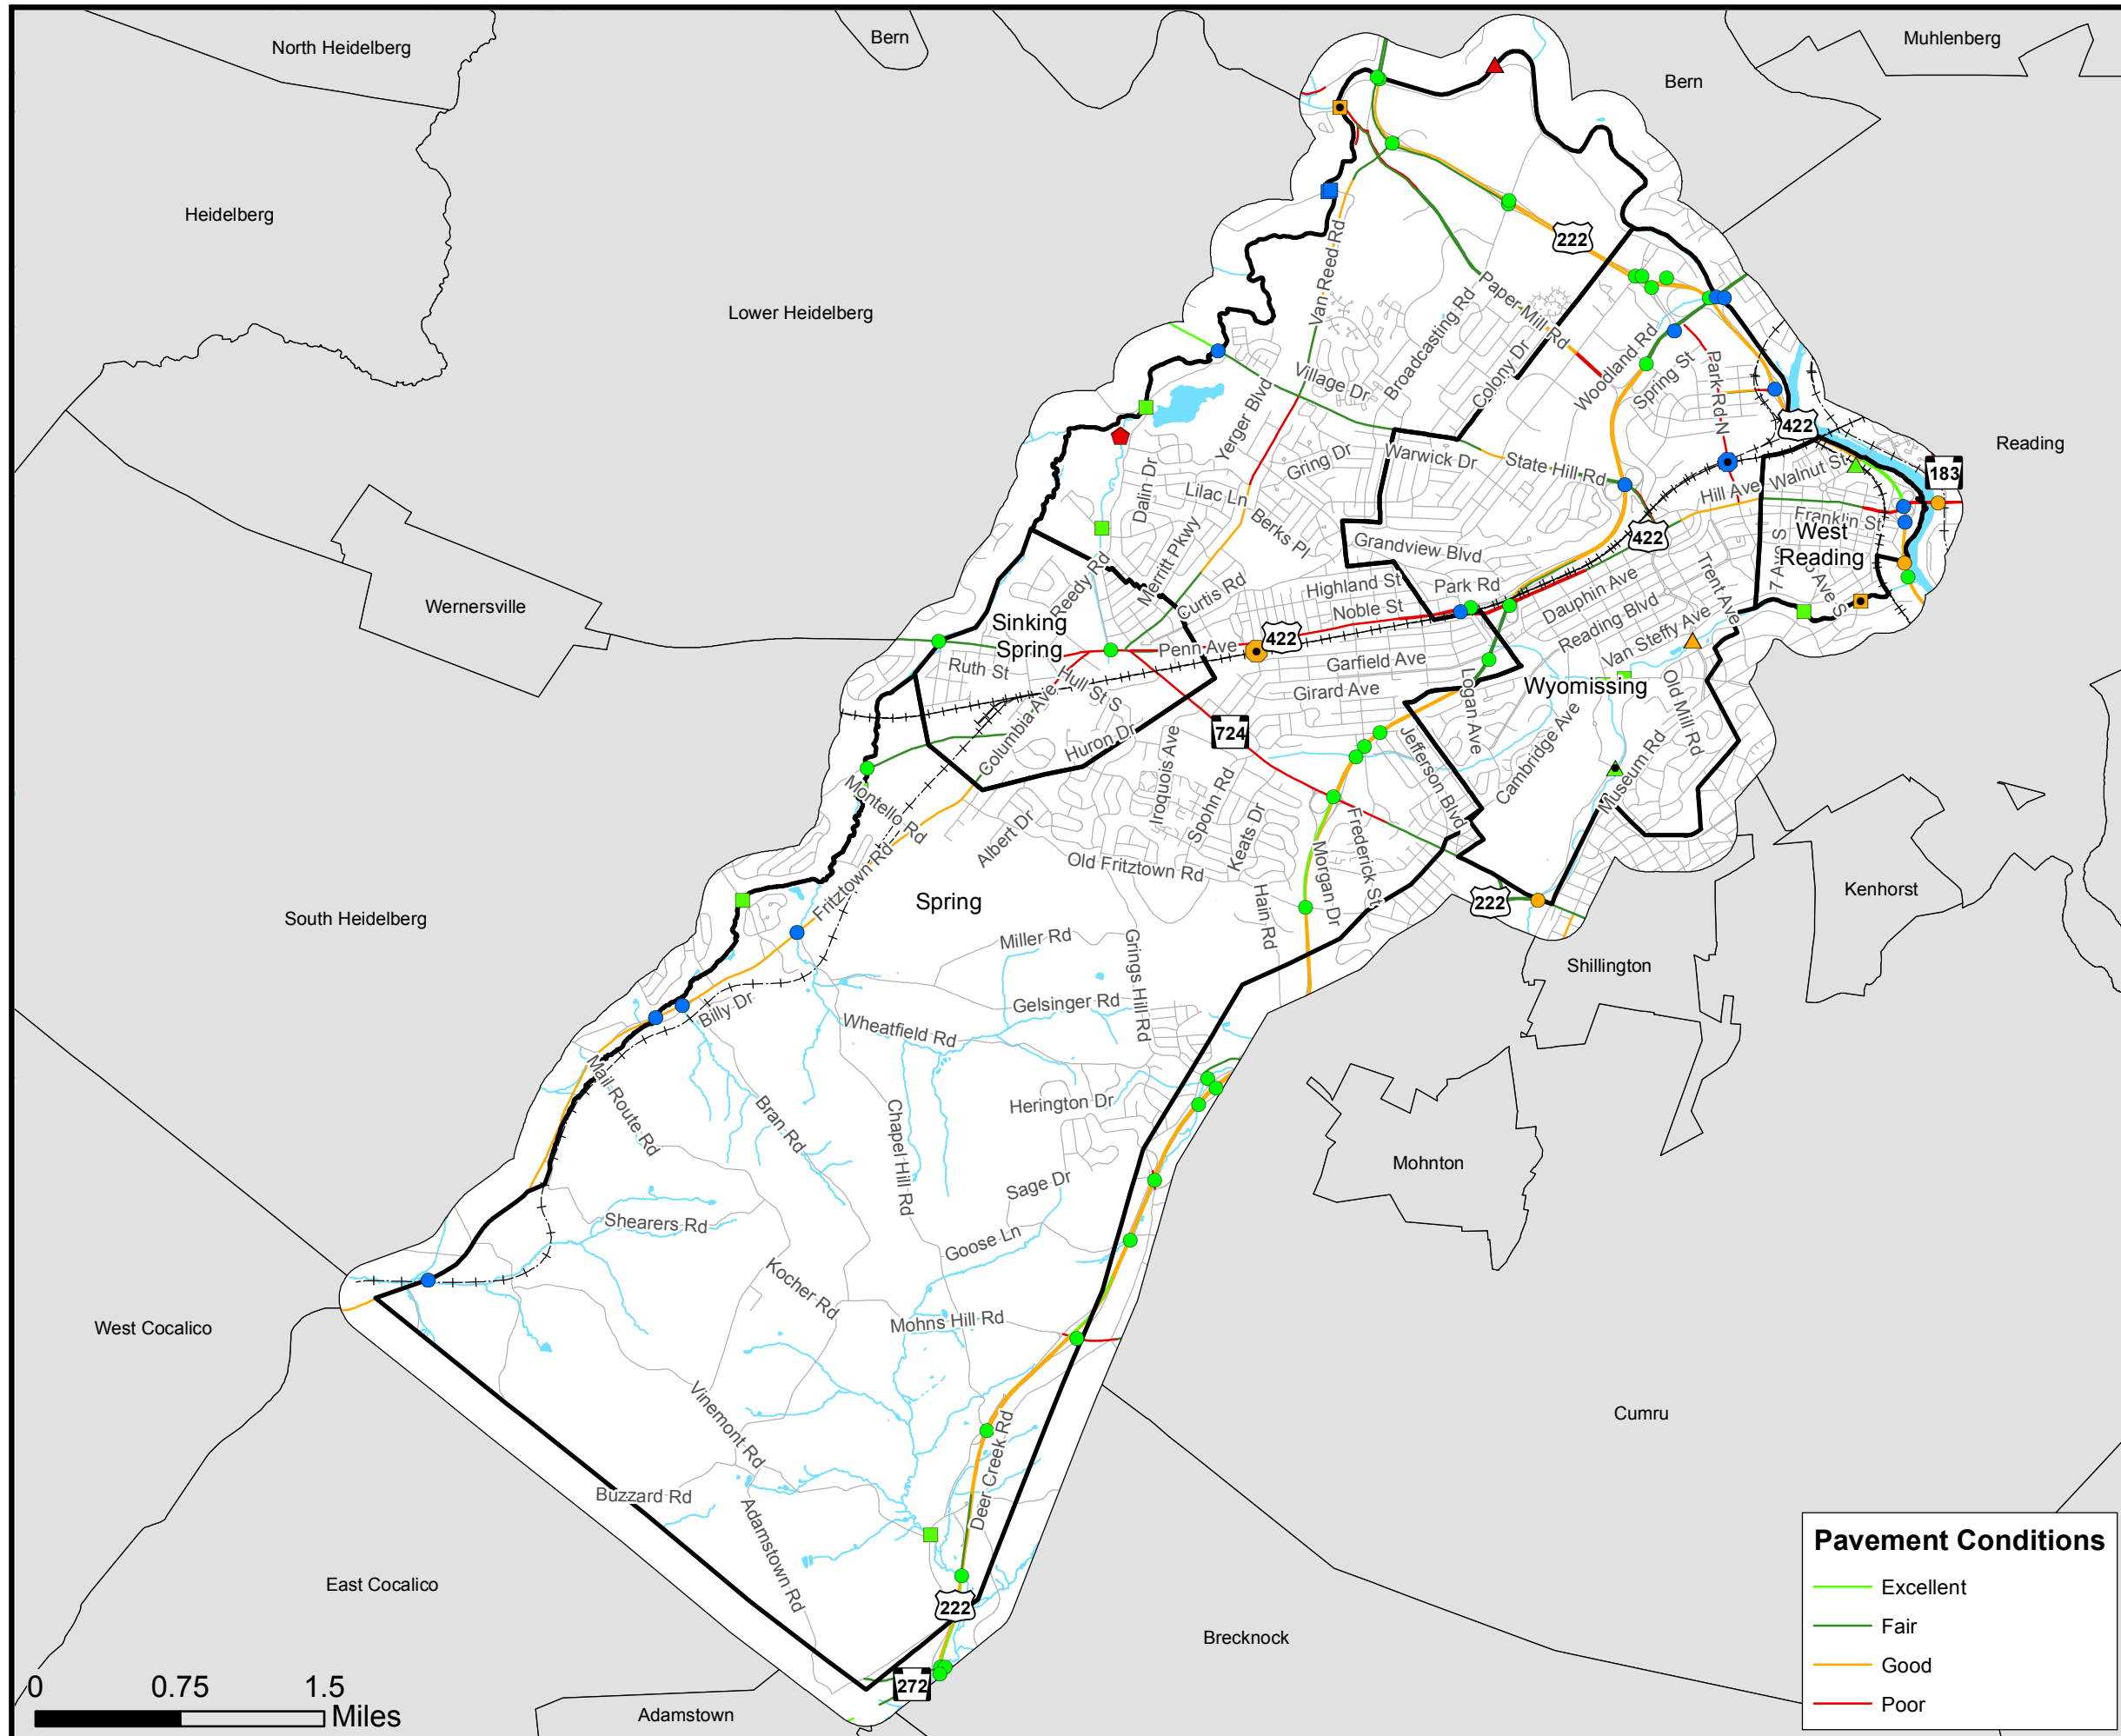 North Heidelberg
Bern
Muhlenberg
Bern
Heidelberg
222
Van Reed Rd
Lower Heidelberg
Paper Mill Rd
Broadcasting Rd
Woodland Rd
Spring St
Park Rd N
Colony Dr
Village Dr
Yerger Blvd
422
Reading
Warwick Dr
Gring Dr
State Hill Rd
Walnut St
183
Hill Ave
Dalin Dr
Lilac Ln
Berks Pl
Franklin St
West
Reading
422
Grandview Blvd
Merritt Pkwy
Reedy Rd
Curtis Rd
Highland St
Park Rd
Noble St
Dauphin Ave
Trent Ave
7 Ave S
Ave S
Wernersville
Sinking
Spring
Reading Blvd
Van Steffy Ave
422
Penn Ave
Garfield Ave
Ruth St
Hull St S
Girard Ave
Logan Ave
Wyomissing
Old Mill Rd
Columbia Ave
Huron Dr
724
Jefferson Blvd
Cambridge Ave
Museum Rd
Montello Rd
Iroquois Ave
Spohn Rd
Keats Dr
Albert Dr
Old Fritztown Rd
Frederick St
Morgan Dr
Fritztown Rd
Hain Rd
Spring
222
Kenhorst
South Heidelberg
Miller Rd
Grings Hill Rd
Shillington
Gelsinger Rd
Billy Dr
Wheatfield Rd
Mail Route Rd
Bran Rd
Herington Dr
Chapel Hill Rd
Mohnton
Sage Dr
Shearers Rd
Goose Ln
Kocher Rd
Mohns Hill Rd
West Cocalico
Vinemont Rd
Cumru
Deer Creek Rd
Buzzard Rd
Adamstown Rd
East Cocalico
222
Brecknock
272
Adamstown
0 0.75 1.5
Miles
Pavement Conditions
Excellent
Fair
Good
Poor